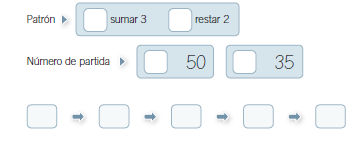 Patrón sumar 3 restar 2
Número de partida 50 35